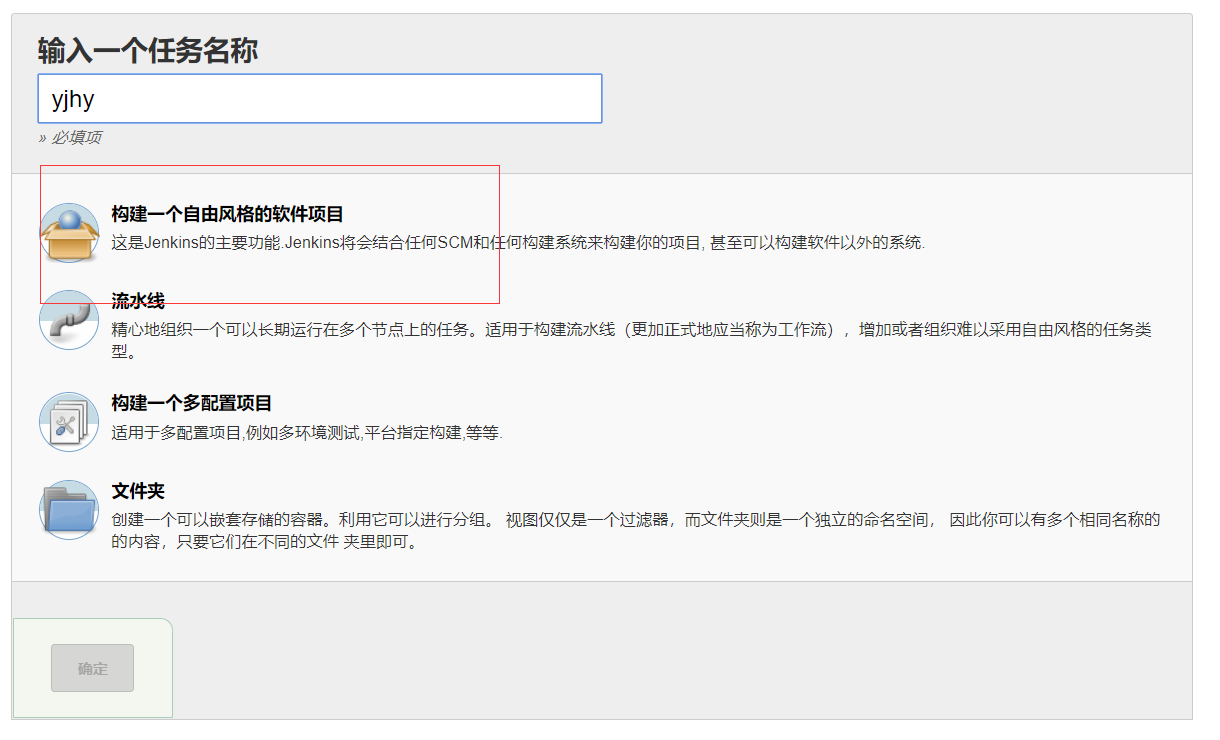 输入一个任务名称
yjhy
» 必填项
构建一个自由风格的软件项目
这是Jenkins的主要功能.Jenkins将会结合任何SCM和任何构建系统来构建你的项目, 甚至可以构建软件以外的系统.
流水线
精心地组织一个可以长期运行在多个节点上的任务。适用于构建流水线（更加正式地应当称为工作流），增加或者组织难以采用自由风格的任务类
型。
构建一个多配置项目
适用于多配置项目,例如多环境测试,平台指定构建,等等.
文件夹
创建一个可以嵌套存储的容器。利用它可以进行分组。 视图仅仅是一个过滤器，而文件夹则是一个独立的命名空间， 因此你可以有多个相同名称的
的内容，只要它们在不同的文件 夹里即可。
确定